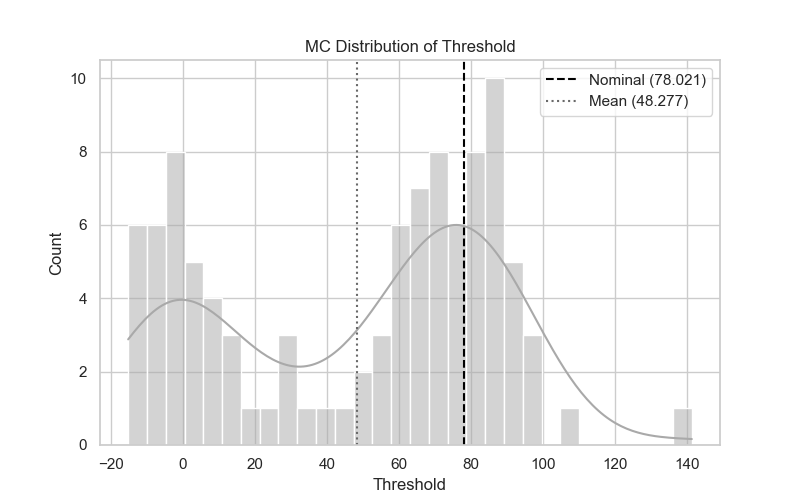 MC Distribution of Threshold
Nominal (78.021)
Mean (48.277)
Count
10
8
6
4
2
0
−20 0 20 40 60 80 100 120 140
Threshold